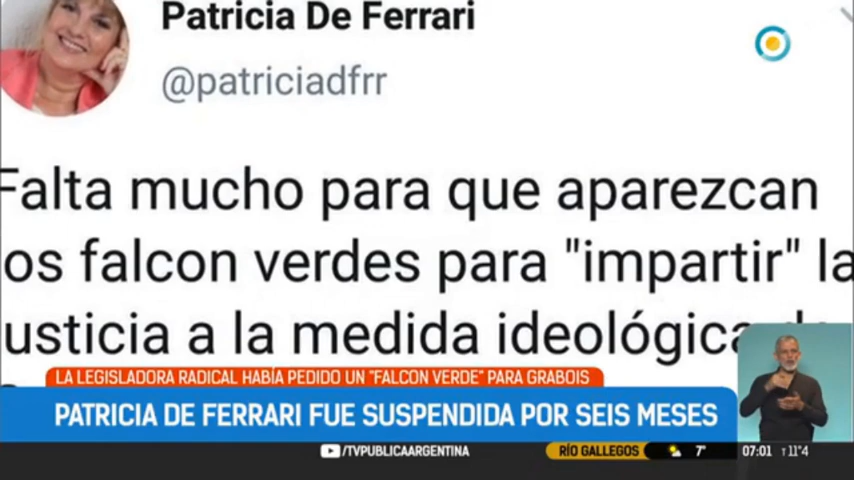 Patricia De Ferrari
@patriciadfrr
Falta mucho para que aparezcan
os falcon verdes para "impartir" la
usticia a la medida ideológica
LA LEGISLADORA RADICAL HABÍA PEDIDO UN "FALCON VERDE" PARA GRABOIS
PATRICIA DE FERRARI FUE SUSPENDIDA POR SEIS MESES
/TVPUBLICAARGENTINA
RÍO GALLEGOS 7° 07:01 T 11°4